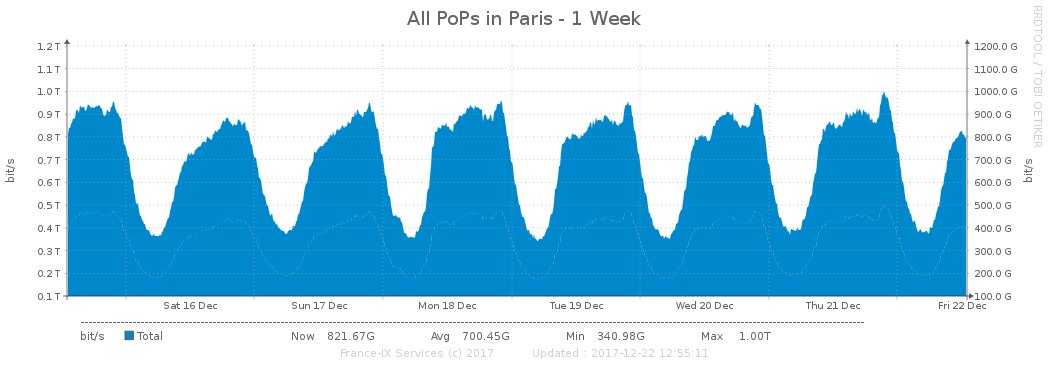 All PoPs in Paris - 1 Week
RRDTOOL / TOBI OETIKER
bit/s
1.2 T
1.1 T
1.0 T
0.9 T
0.8 T
0.7 T
0.6 T
0.5 T
0.4 T
0.3 T
0.2 T
0.1 T
1200.0 G
1100.0 G
1000.0 G
900.0 G
800.0 G
700.0 G
600.0 G
500.0 G
400.0 G
300.0 G
200.0 G
100.0 G
bit/s
Sat 16 Dec Sun 17 Dec Mon 18 Dec Tue 19 Dec Wed 20 Dec Thu 21 Dec Fri 22 Dec
bit/s Total Now 821.67G Avg 700.45G Min 340.98G Max 1.00T
France-IX Services (c) 2017 Updated : 2017-12-22 12:55:11